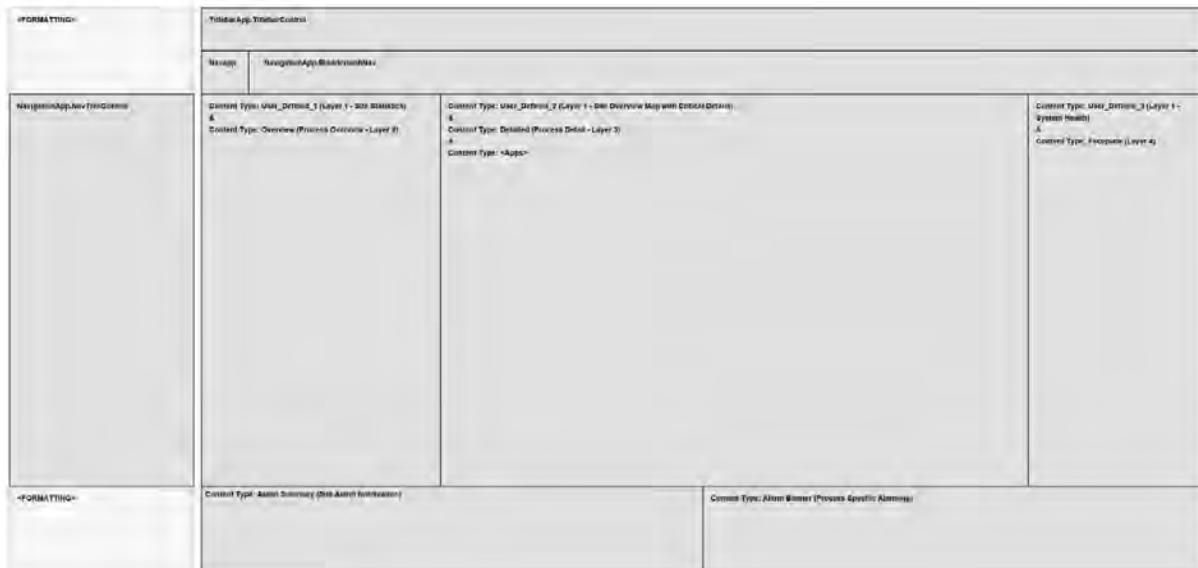 <FORMATTING>
TitlebarApp.TitlebarControl
NavApp
NavigationApp.BreadcrumbNav
NavigationApp.NavTreeControl
Content Type: User_Defined_1 (Layer 1 - Site Statistics)
&
Content Type: Overview (Process Overview - Layer 2)
Content Type: User_Defined_2 (Layer 1 - Site Overview Map with Critical Details)
&
Content Type: Detailed (Process Detail - Layer 3)
&
Content Type: <Apps>
Content Type: User_Defined_3 (Layer 1 -
System Health)
&
Content Type: Faceplate (Layer 4)
<FORMATTING>
Content Type: Alarm Summary (Site Alarm Notification)
Content Type: Alarm Banner (Process Specific Alarming)